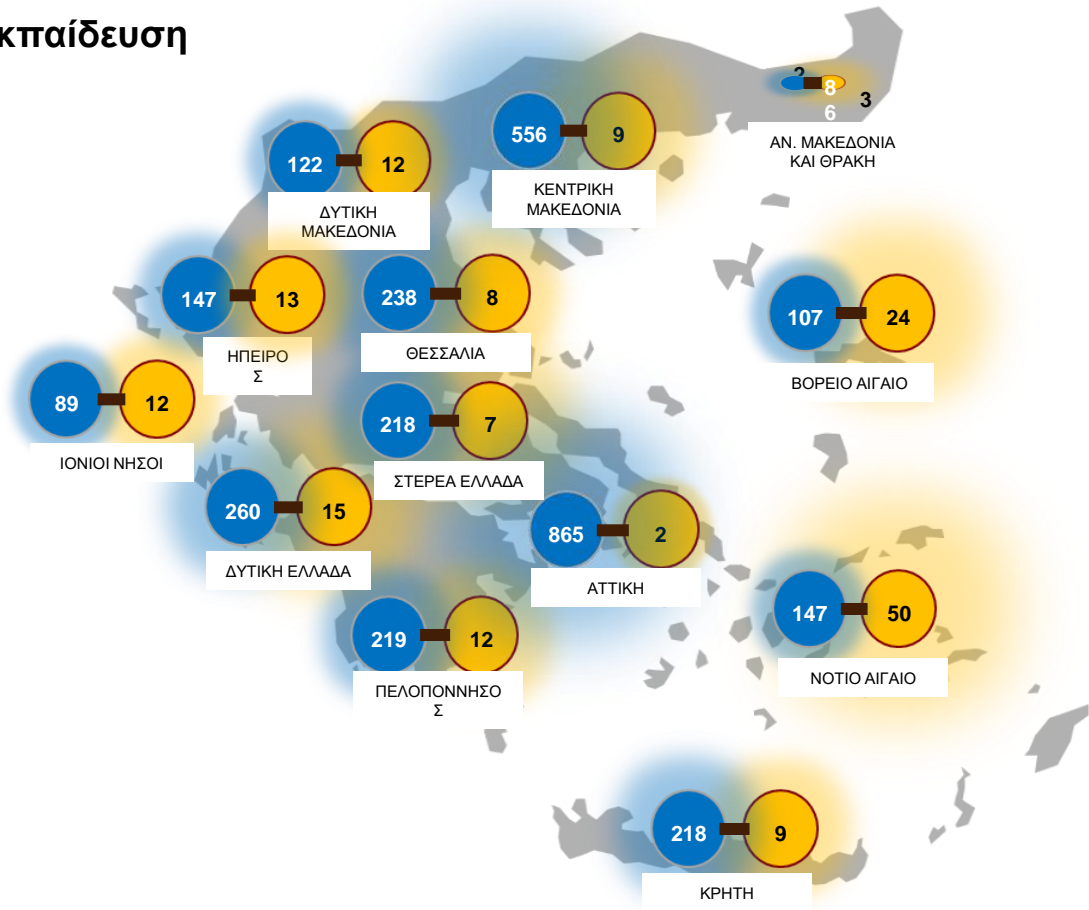 κπαίδευση
2
8
3
6
ΑΝ. ΜΑΚΕΔΟΝΙΑ
ΚΑΙ ΘΡΑΚΗ
556
9
ΚΕΝΤΡΙΚΗ
ΜΑΚΕΔΟΝΙΑ
122
12
ΔΥΤΙΚΗ
ΜΑΚΕΔΟΝΙΑ
147
13
ΗΠΕΙΡΟ
Σ
238
8
ΘΕΣΣΑΛΙΑ
107
24
ΒΟΡΕΙΟ ΑΙΓΑΙΟ
89
12
ΙΟΝΙΟΙ ΝΗΣΟΙ
218
7
ΣΤΕΡΕΑ ΕΛΛΑΔΑ
260
15
ΔΥΤΙΚΗ ΕΛΛΑΔΑ
865
2
ΑΤΤΙΚΗ
147
50
ΝΟΤΙΟ ΑΙΓΑΙΟ
219
12
ΠΕΛΟΠΟΝΝΗΣΟ
Σ
218
9
ΚΡΗΤΗ